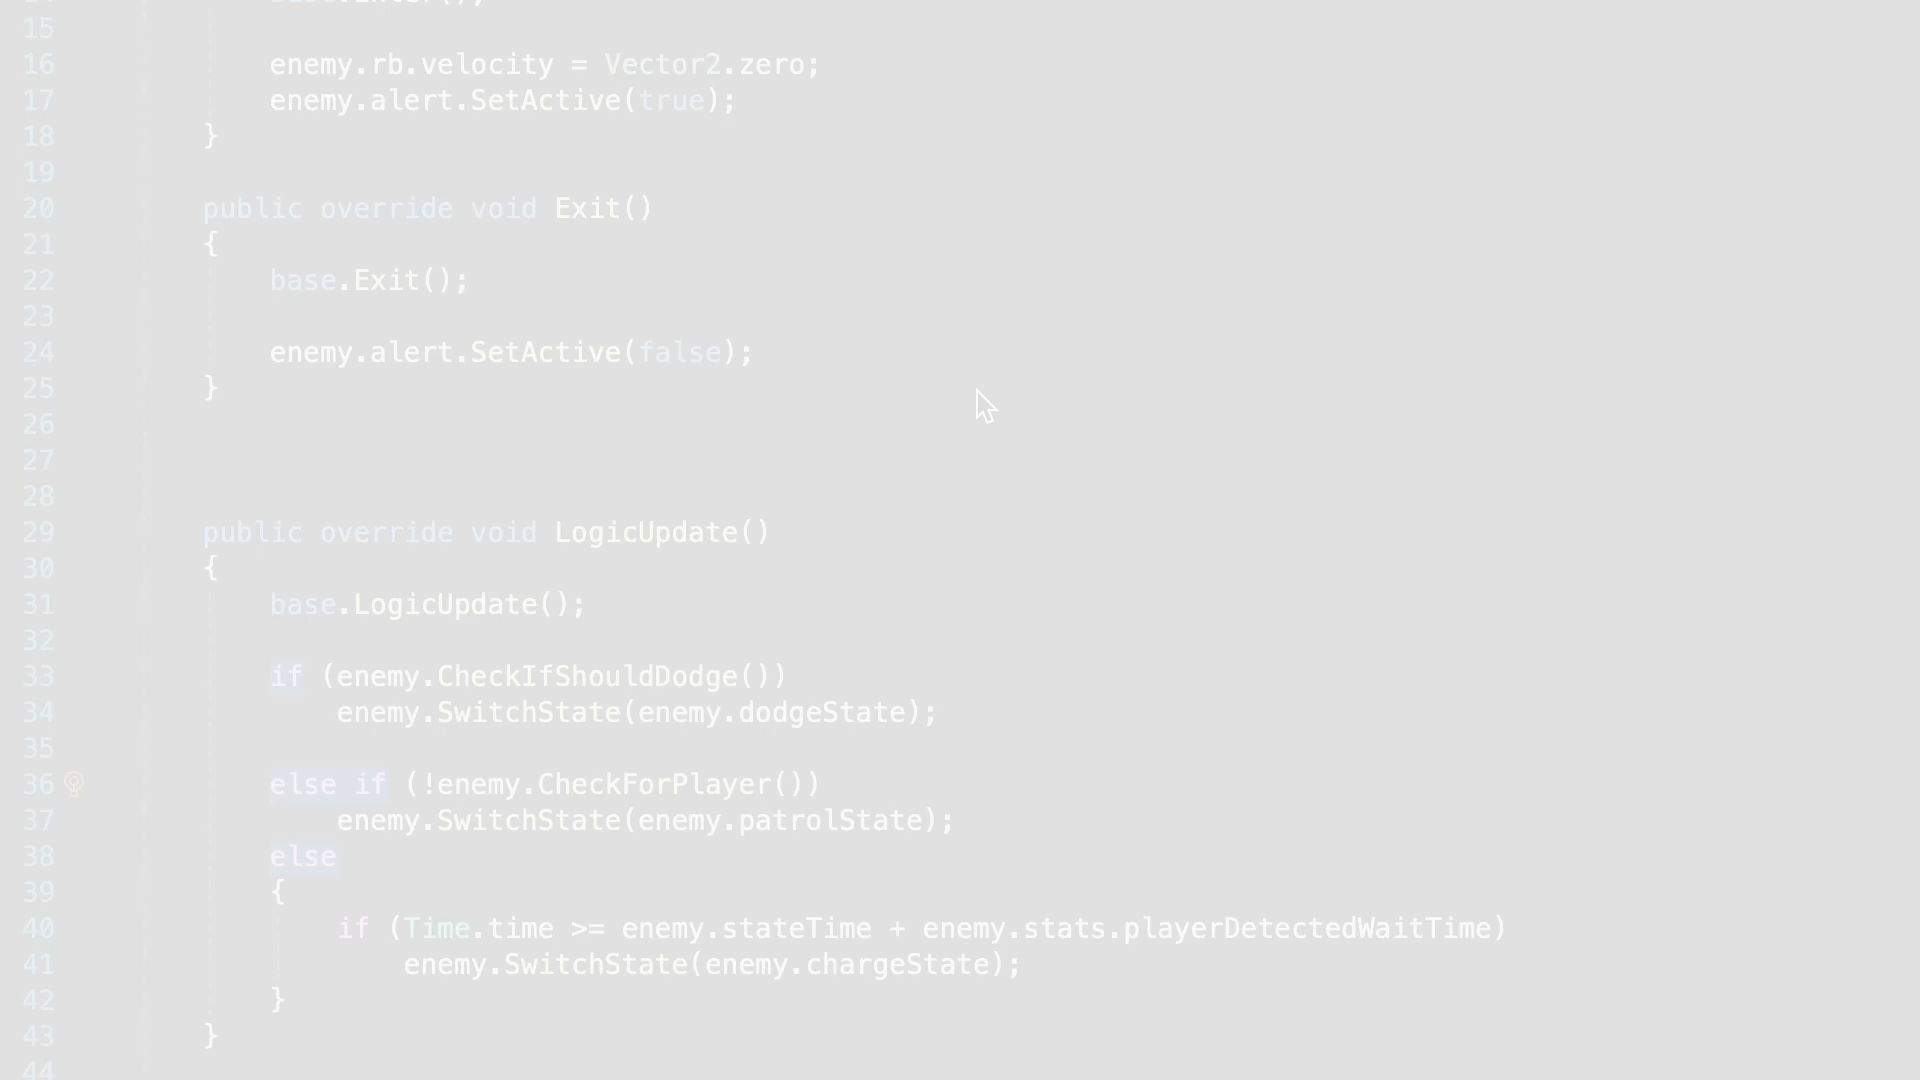 15
16 enemy.rb.velocity = Vector2.zero;
17 enemy.alert.SetActive(true);
18 }
19
20 public override void Exit()
21 {
22 base.Exit();
23
24 enemy.alert.SetActive(false);
25 }
26
27
28
29 public override void LogicUpdate()
30 {
31 base.LogicUpdate();
32
33 if (enemy.CheckIfShouldDodge())
34 enemy.SwitchState(enemy.dodgeState);
35
36 else if (!enemy.CheckForPlayer())
37 enemy.SwitchState(enemy.patrolState);
38 else
39 {
40 if (Time.time >= enemy.stateTime + enemy.stats.playerDetectedWaitTime)
41 enemy.SwitchState(enemy.chargeState);
42 }
43 }
44